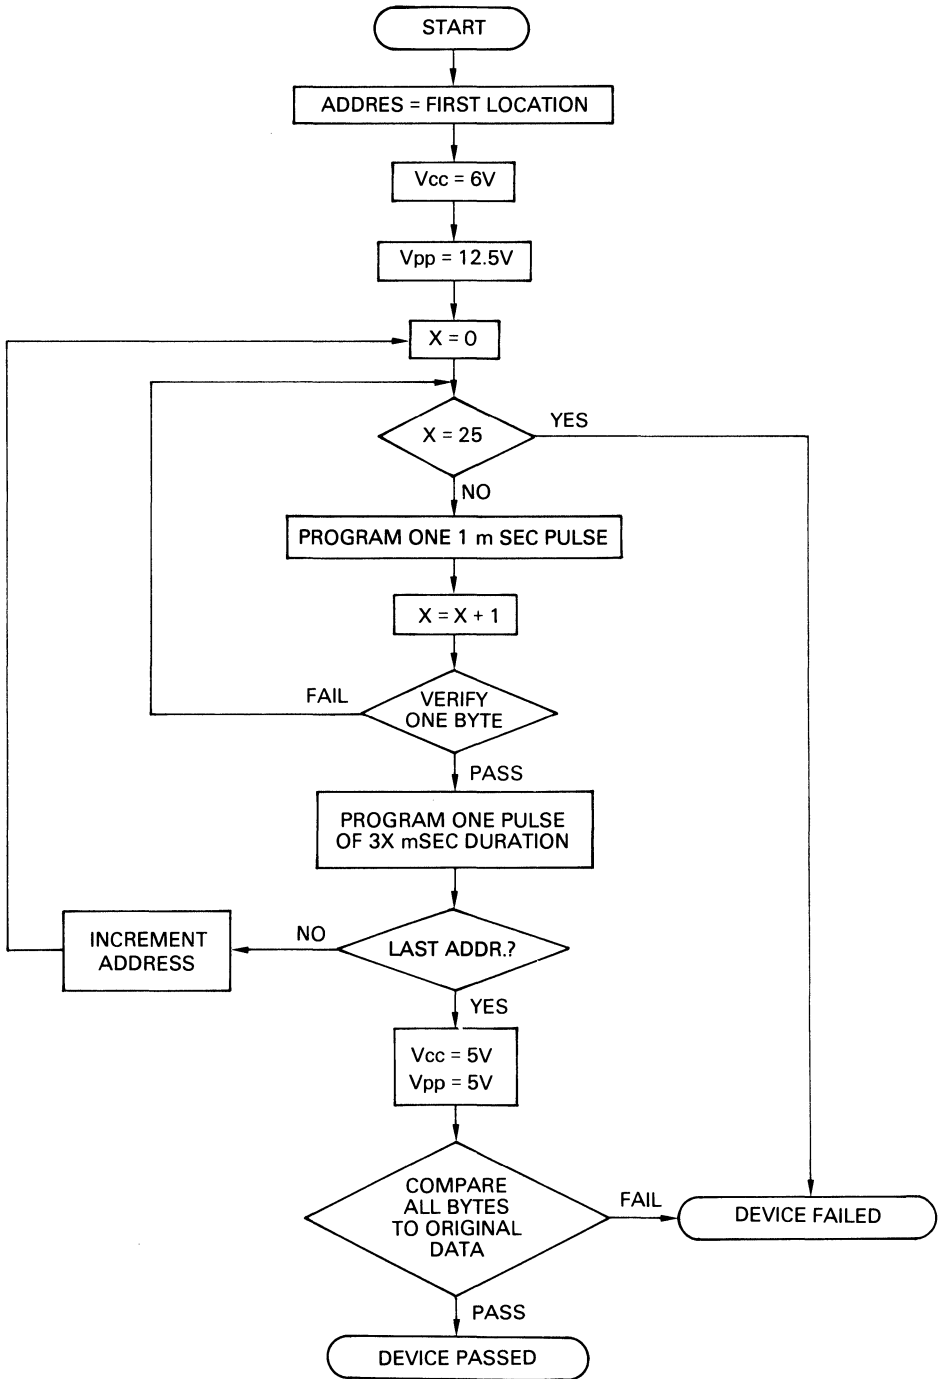 START
ADDRES = FIRST LOCATION
Vcc = 6V
Vpp = 12.5V
X = 0
X = 25
YES
NO
PROGRAM ONE 1 m SEC PULSE
X = X + 1
FAIL
VERIFY
ONE BYTE
PASS
PROGRAM ONE PULSE
OF 3X mSEC DURATION
INCREMENT
ADDRESS
NO
LAST ADDR.?
YES
Vcc = 5V
Vpp = 5V
COMPARE
ALL BYTES
TO ORIGINAL
DATA
FAIL
DEVICE FAILED
PASS
DEVICE PASSED